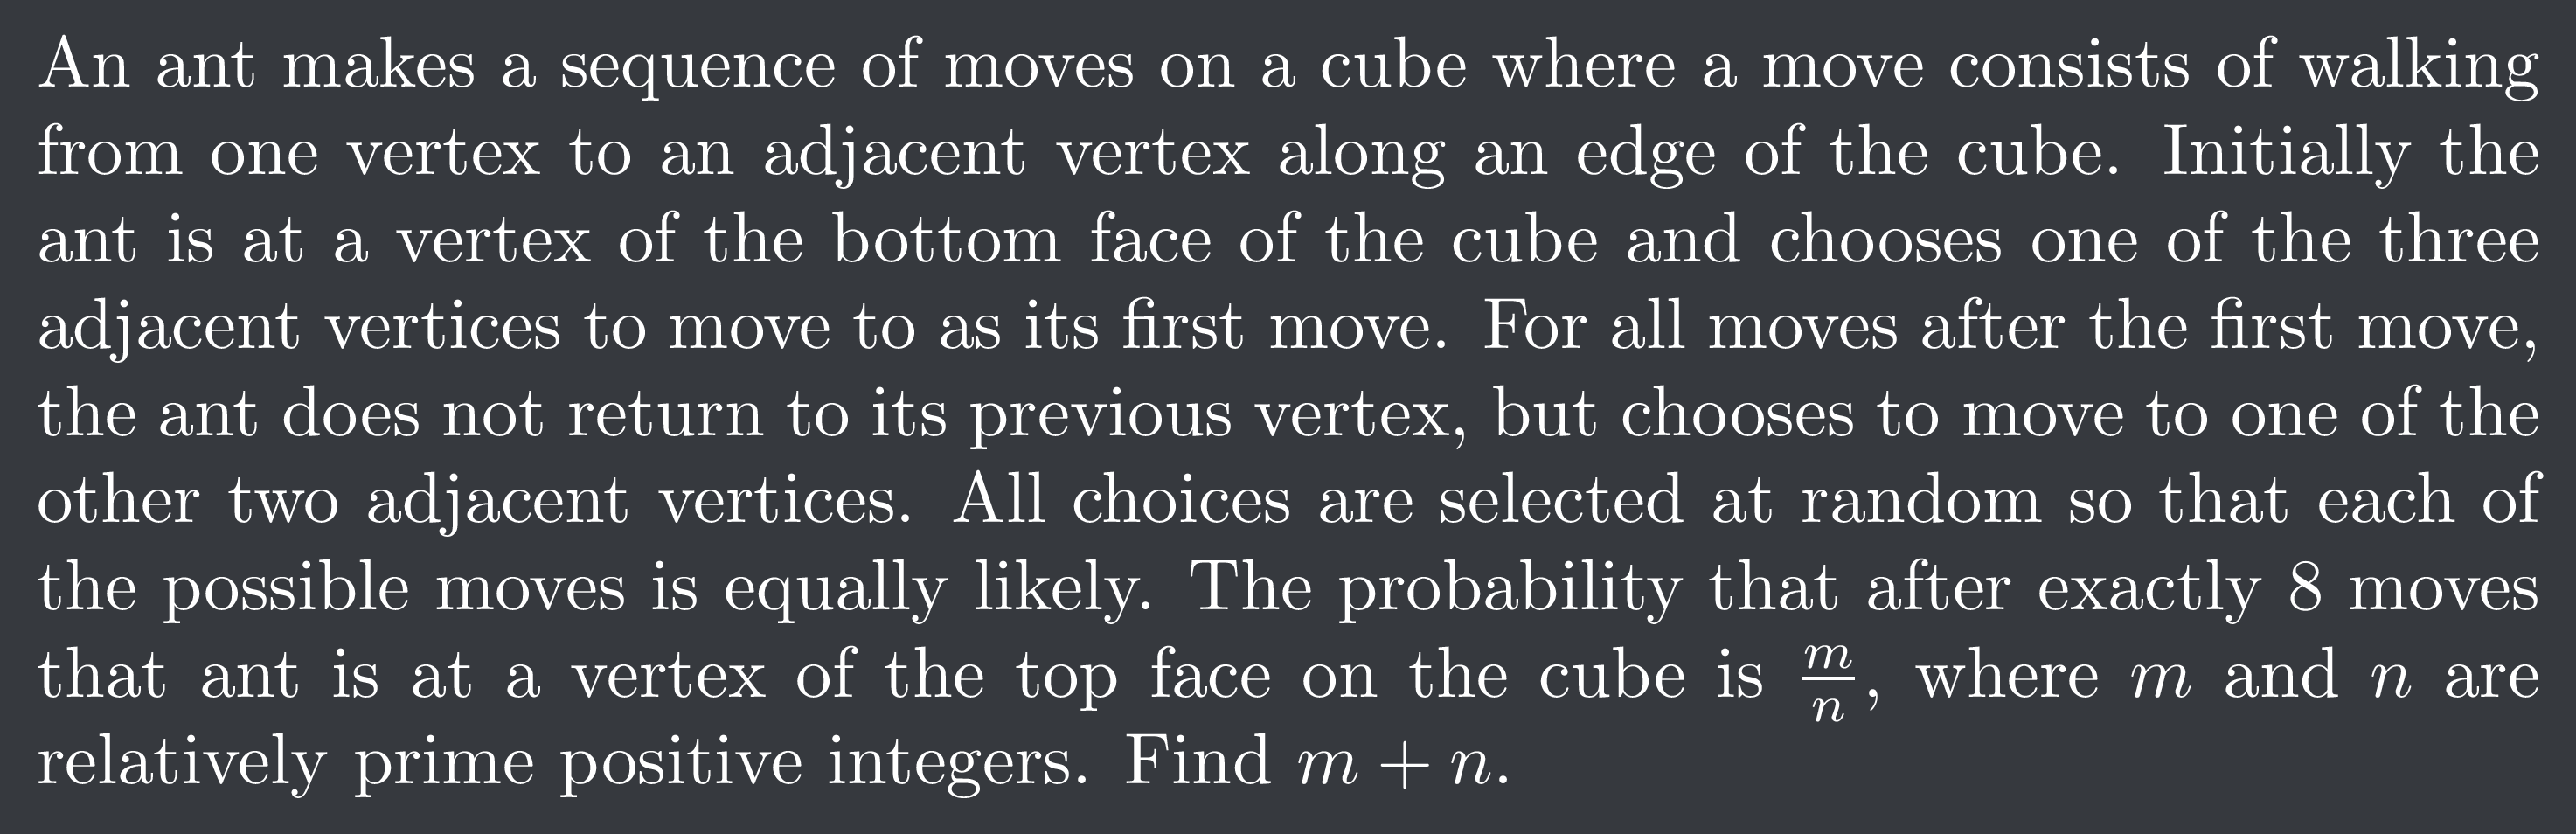 An ant makes a sequence of moves on a cube where a move consists of walking
from one vertex to an adjacent vertex along an edge of the cube. Initially the
ant is at a vertex of the bottom face of the cube and chooses one of the three
adjacent vertices to move to as its first move. For all moves after the first move,
the ant does not return to its previous vertex, but chooses to move to one of the
other two adjacent vertices. All choices are selected at random so that each of
the possible moves is equally likely. The probability that after exactly 8 moves
that ant is at a vertex of the top face on the cube is $\frac{m}{n}$, where $m$ and $n$ are
relatively prime positive integers. Find $m + n$.